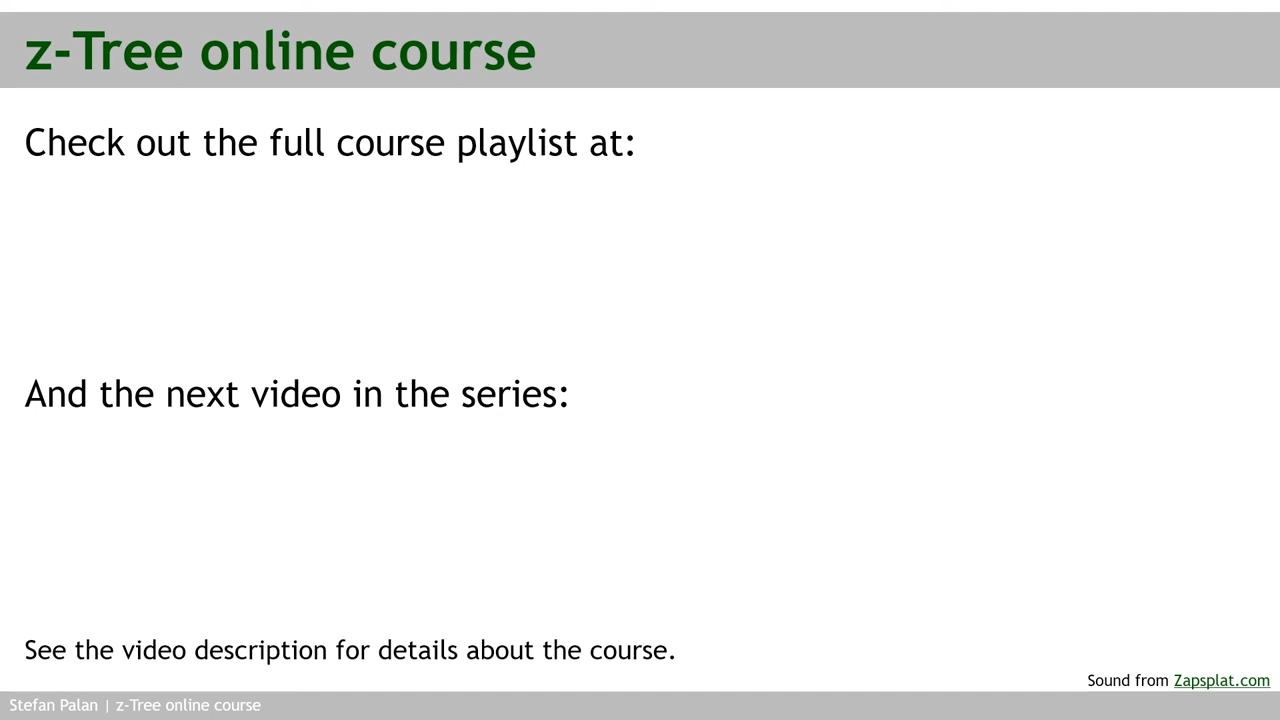 z-Tree online course
Check out the full course playlist at:
And the next video in the series:
See the video description for details about the course.
Sound from Zapsplat.com
Stefan Palan | z-Tree online course